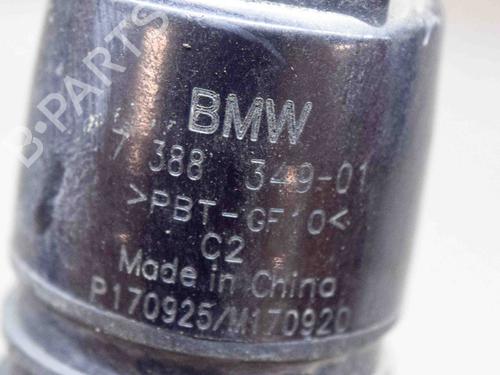 B-PARTS
BMW
7 388 349-01
>PBT-GF10<
C2
Made in China
P170925/M170920